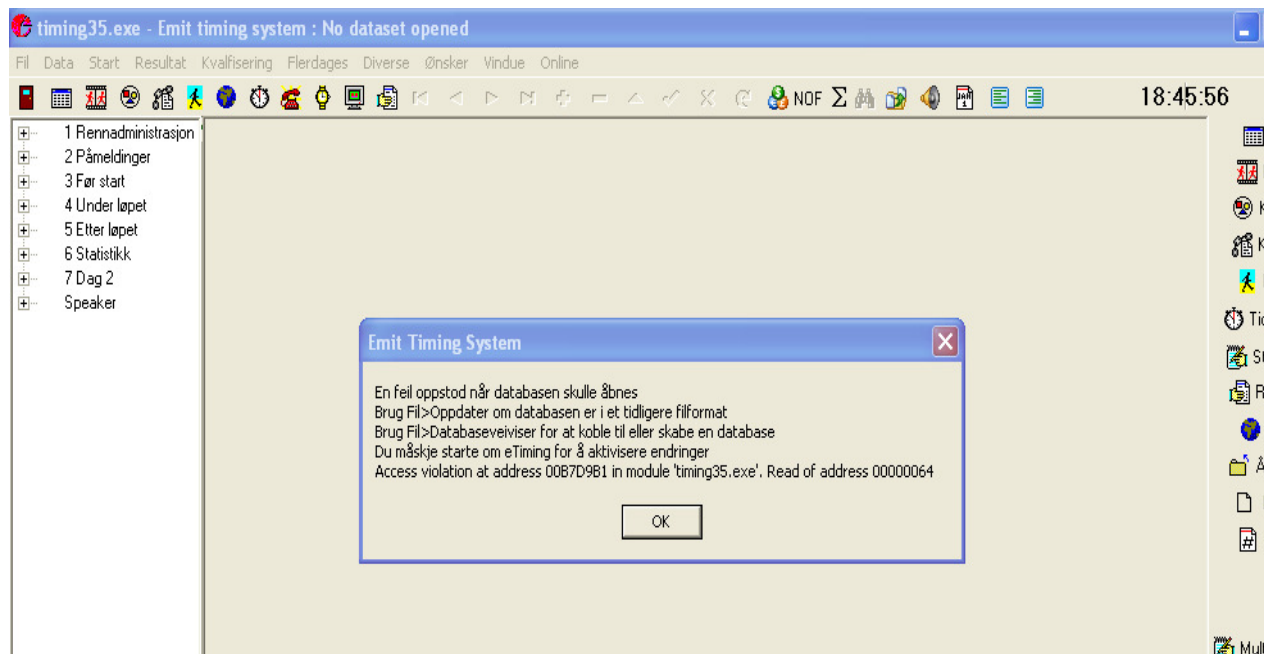 timing35.exe - Emit timing system : No dataset opened
Fil Data Start Resultat Kvalfisering Flerdages Diverse Ønsker Vindue Online
NOF Σ 18:45:56
1 Rennadministrasjon
2 Påmeldinger
3 Før start
4 Under løpet
5 Etter løpet
6 Statistikk
7 Dag 2
Speaker
Emit Timing System
En feil oppstod når databasen skulle åbnes
Brug Fil>Oppdater om databasen er i et tidligere filformat
Brug Fil>Databaseveiviser for at koble til eller skabe en database
Du måskje starte om eTiming for å aktivisere endringer
Access violation at address 00B7D9B1 in module 'timing35.exe'. Read of address 00000064
OK